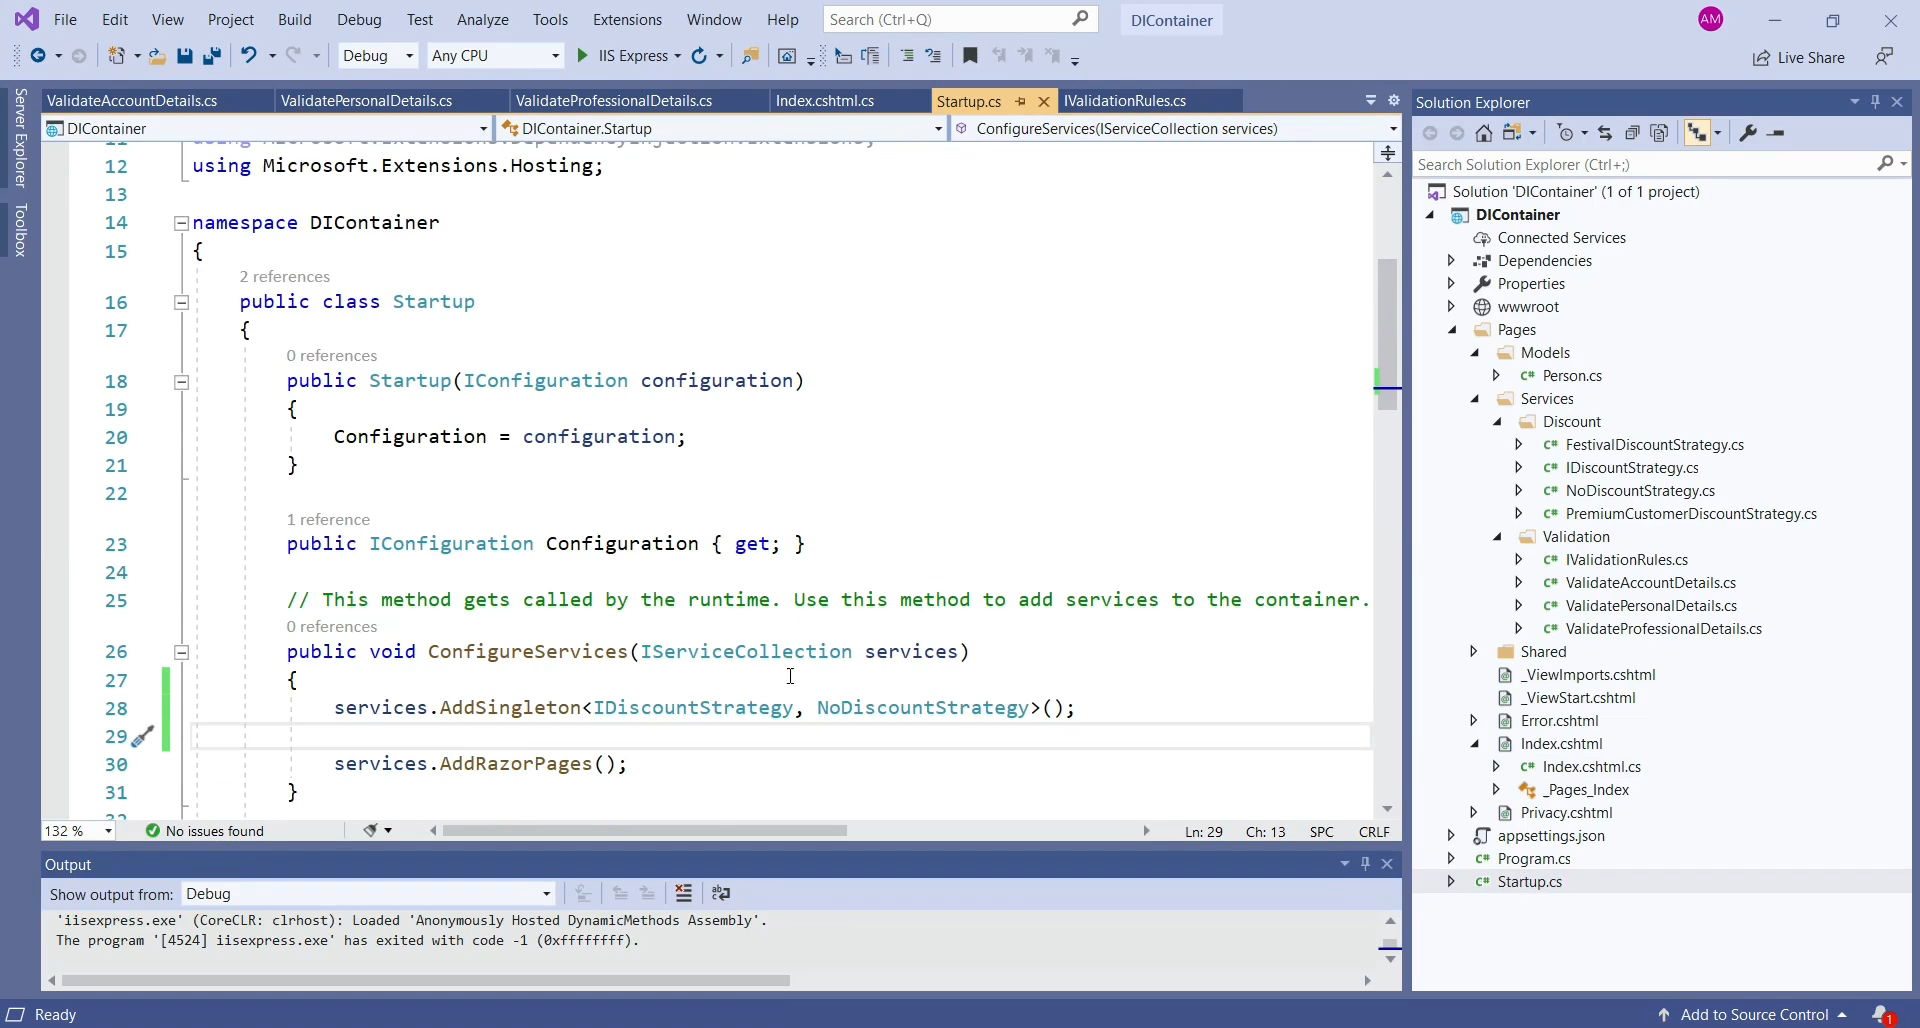 File Edit View Project Build Debug Test Analyze Tools Extensions Window Help Search (Ctrl+Q) DIContainer AM
Debug Any CPU IIS Express Live Share
Server Explorer
Toolbox
ValidateAccountDetails.cs ValidatePersonalDetails.cs ValidateProfessionalDetails.cs Index.cshtml.cs Startup.cs IValidationRules.cs
DIContainer DIContainer.Startup ConfigureServices(IServiceCollection services)
11 using Microsoft.Extensions.DependencyInjection.Extensions;
12 using Microsoft.Extensions.Hosting;
13
14 namespace DIContainer
15 {
2 references
16 public class Startup
17 {
0 references
18 public Startup(IConfiguration configuration)
19 {
20 Configuration = configuration;
21 }
22
1 reference
23 public IConfiguration Configuration { get; }
24
25 // This method gets called by the runtime. Use this method to add services to the container.
0 references
26 public void ConfigureServices(IServiceCollection services)
27 {
28 services.AddSingleton<IDiscountStrategy, NoDiscountStrategy>();
29
30 services.AddRazorPages();
31 }
32
132 % No issues found Ln: 29 Ch: 13 SPC CRLF
Output
Show output from: Debug
'iisexpress.exe' (CoreCLR: clrhost): Loaded 'Anonymously Hosted DynamicMethods Assembly'.
The program '[4524] iisexpress.exe' has exited with code -1 (0xffffffff).
Solution Explorer
Search Solution Explorer (Ctrl+;)
Solution 'DIContainer' (1 of 1 project)
DIContainer
Connected Services
Dependencies
Properties
wwwroot
Pages
Models
C# Person.cs
Services
Discount
C# FestivalDiscountStrategy.cs
C# IDiscountStrategy.cs
C# NoDiscountStrategy.cs
C# PremiumCustomerDiscountStrategy.cs
Validation
C# IValidationRules.cs
C# ValidateAccountDetails.cs
C# ValidatePersonalDetails.cs
C# ValidateProfessionalDetails.cs
Shared
_ViewImports.cshtml
_ViewStart.cshtml
Error.cshtml
Index.cshtml
C# Index.cshtml.cs
_Pages_Index
Privacy.cshtml
appsettings.json
C# Program.cs
C# Startup.cs
Ready Add to Source Control 1